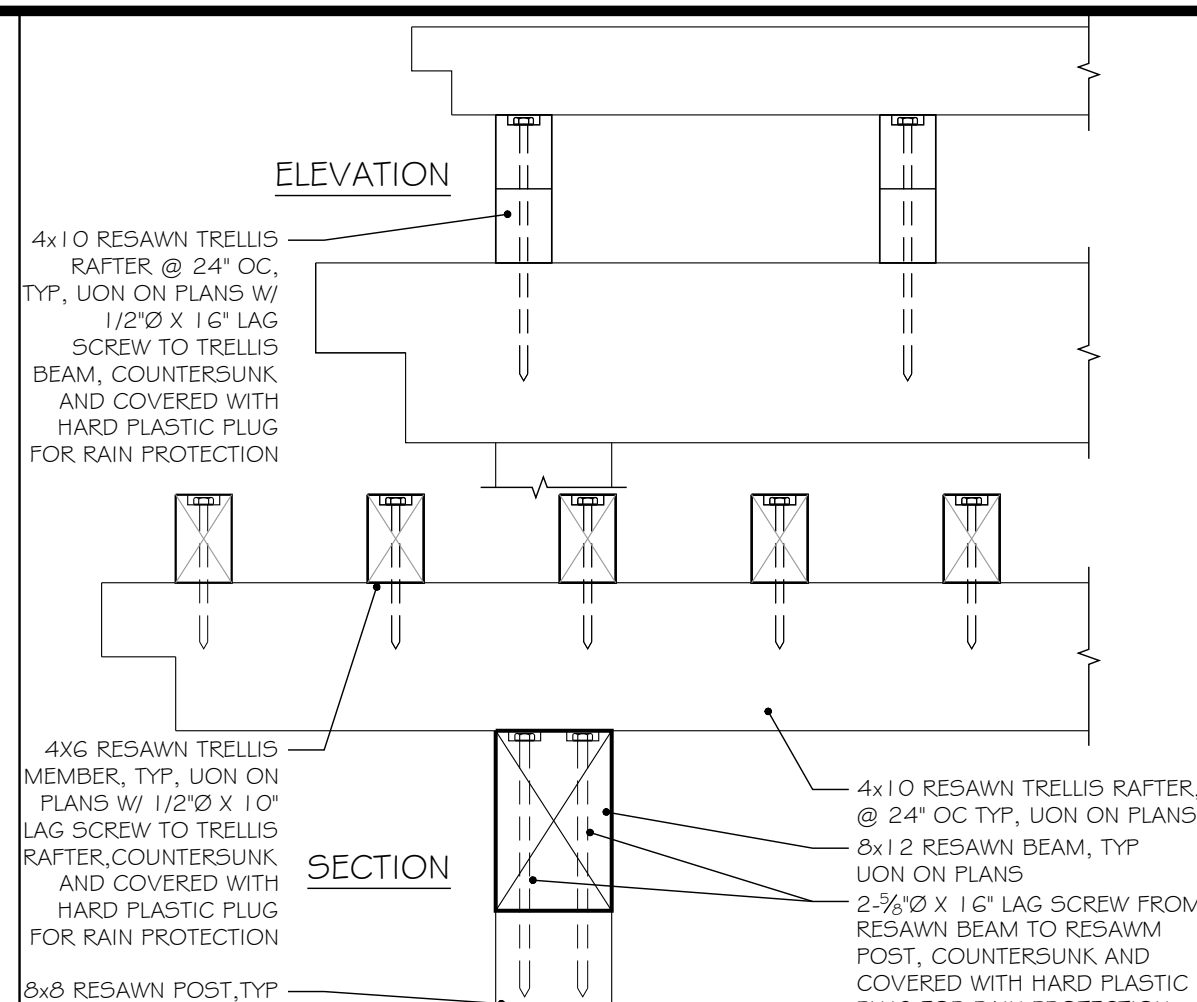 ELEVATION
4x10 RESAWN TRELLIS
RAFTER @ 24" OC,
TYP, UON ON PLANS W/
1/2"Ø X 16" LAG
SCREW TO TRELLIS
BEAM, COUNTERSUNK
AND COVERED WITH
HARD PLASTIC PLUG
FOR RAIN PROTECTION
4X6 RESAWN TRELLIS
MEMBER, TYP, UON ON
PLANS W/ 1/2"Ø X 10"
LAG SCREW TO TRELLIS
RAFTER,COUNTERSUNK
AND COVERED WITH
HARD PLASTIC PLUG
FOR RAIN PROTECTION
SECTION
8x8 RESAWN POST,TYP
4x10 RESAWN TRELLIS RAFTER,
@ 24" OC TYP, UON ON PLANS
8x12 RESAWN BEAM, TYP
UON ON PLANS
2-⅝"Ø X 16" LAG SCREW FROM
RESAWN BEAM TO RESAWM
POST, COUNTERSUNK AND
COVERED WITH HARD PLASTIC
PLUG FOR RAIN PROTECTION